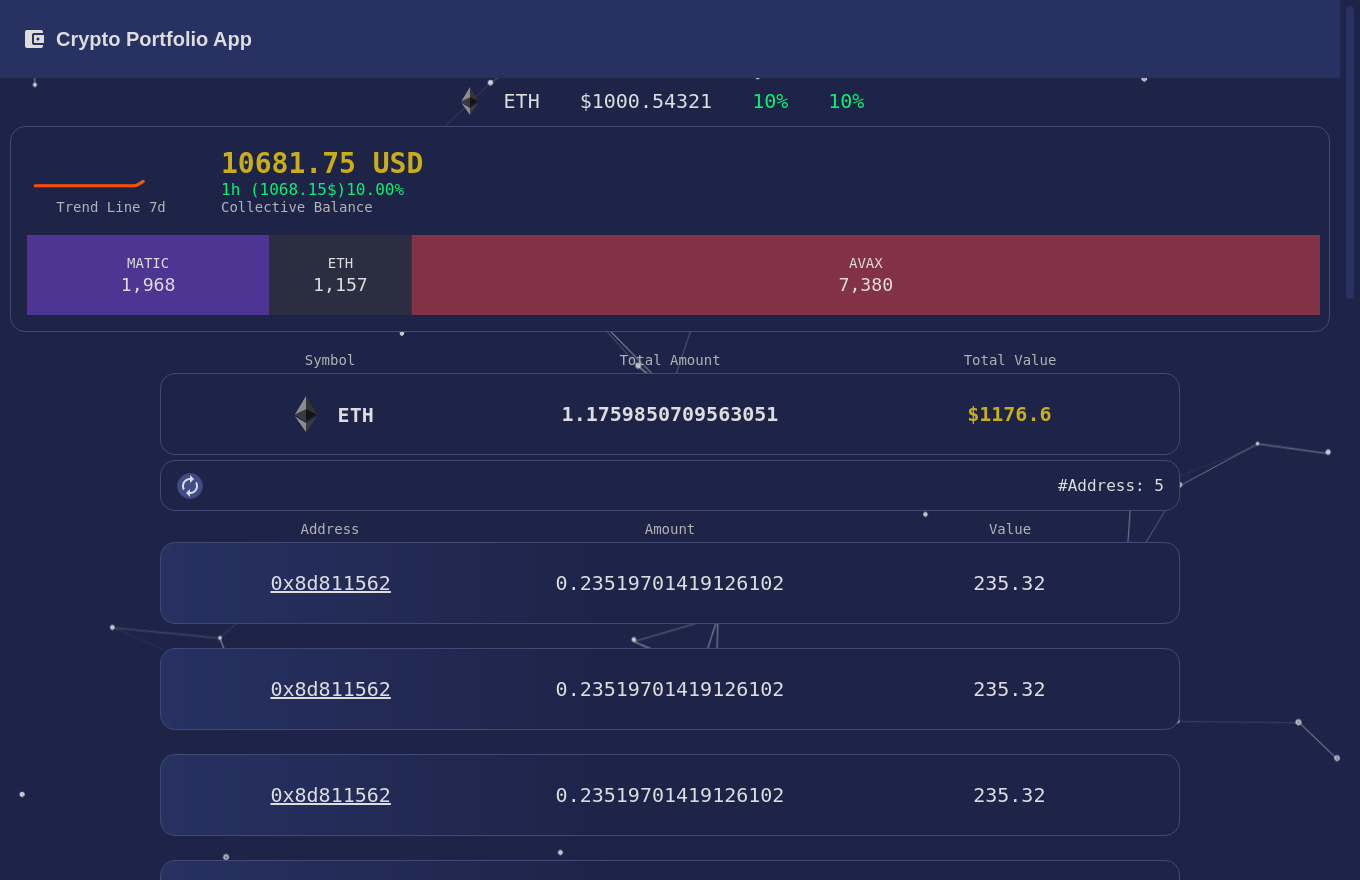 Crypto Portfolio App
ETH $1000.54321 10% 10%
10681.75 USD
1h (1068.15$)10.00%
Trend Line 7d Collective Balance
MATIC ETH AVAX
1,968 1,157 7,380
Symbol Total Amount Total Value
ETH 1.1759850709563051 $1176.6
#Address: 5
Address Amount Value
0x8d811562 0.23519701419126102 235.32
0x8d811562 0.23519701419126102 235.32
0x8d811562 0.23519701419126102 235.32